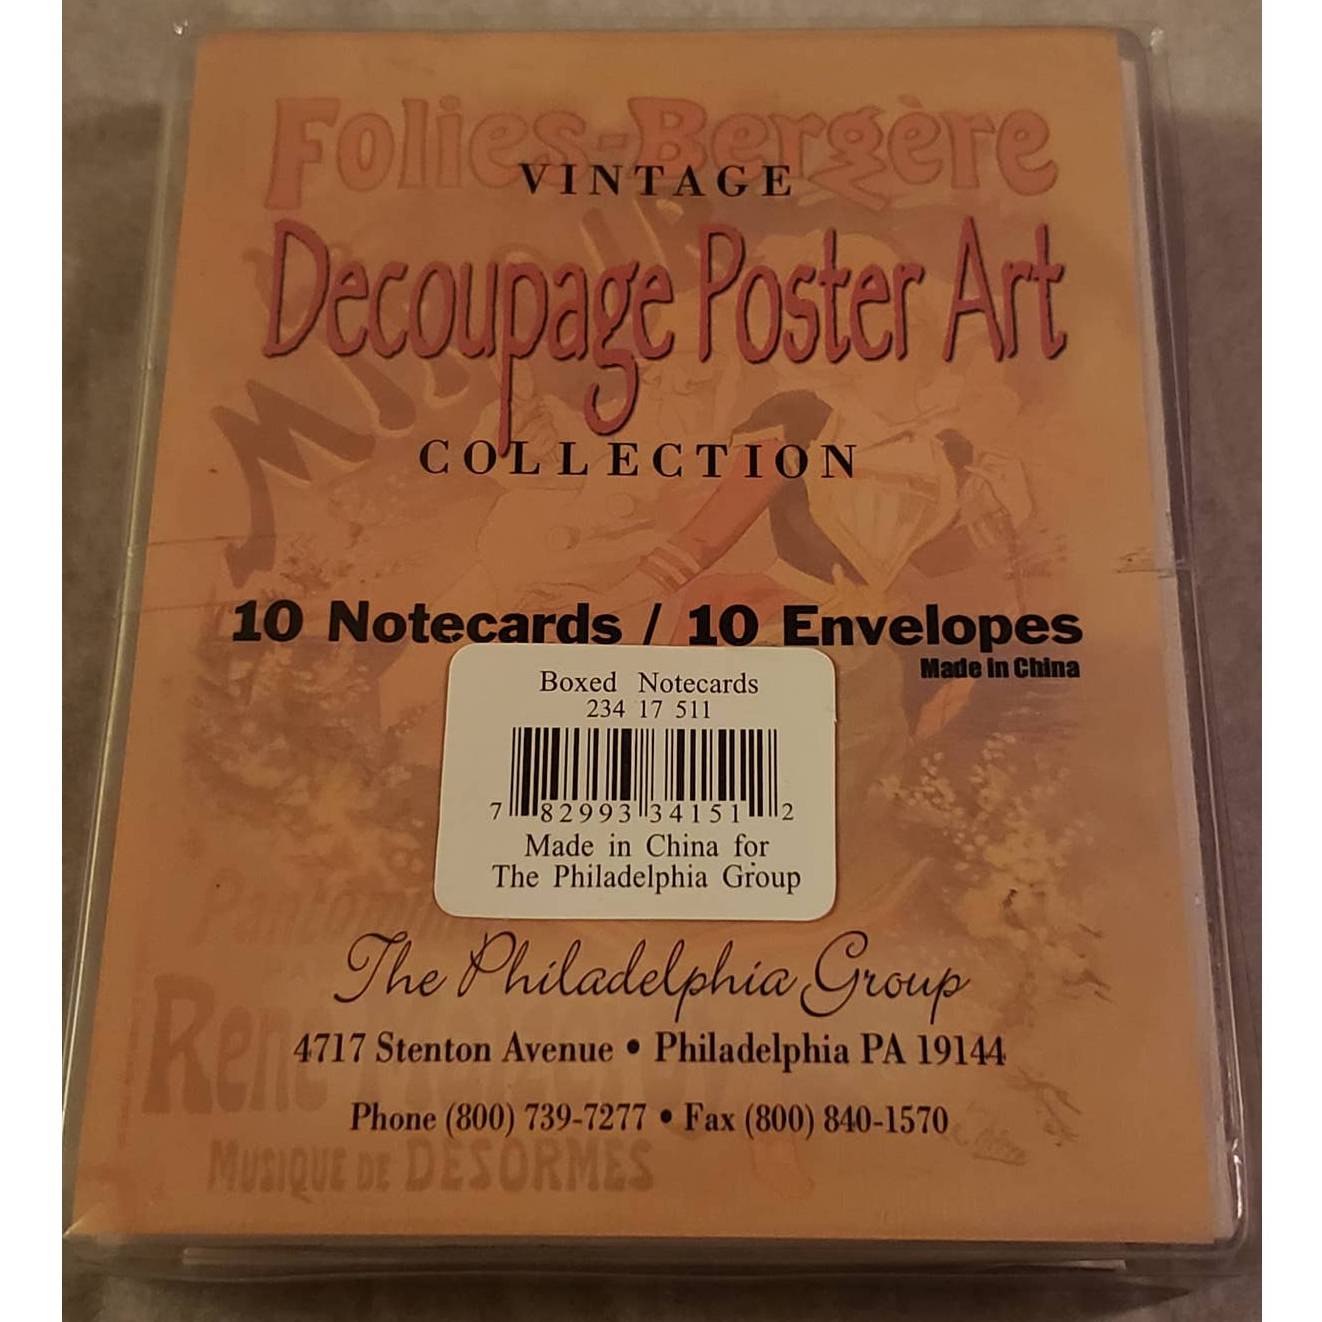 Folies-Bergère
VINTAGE
Decoupage Poster Art
COLLECTION
10 Notecards / 10 Envelopes
Made in China
Boxed Notecards
234 17 511
7 82993 34151 2
Made in China for
The Philadelphia Group
The Philadelphia Group
4717 Stenton Avenue • Philadelphia PA 19144
Phone (800) 739-7277 • Fax (800) 840-1570
MUSIQUE DE DESORMES